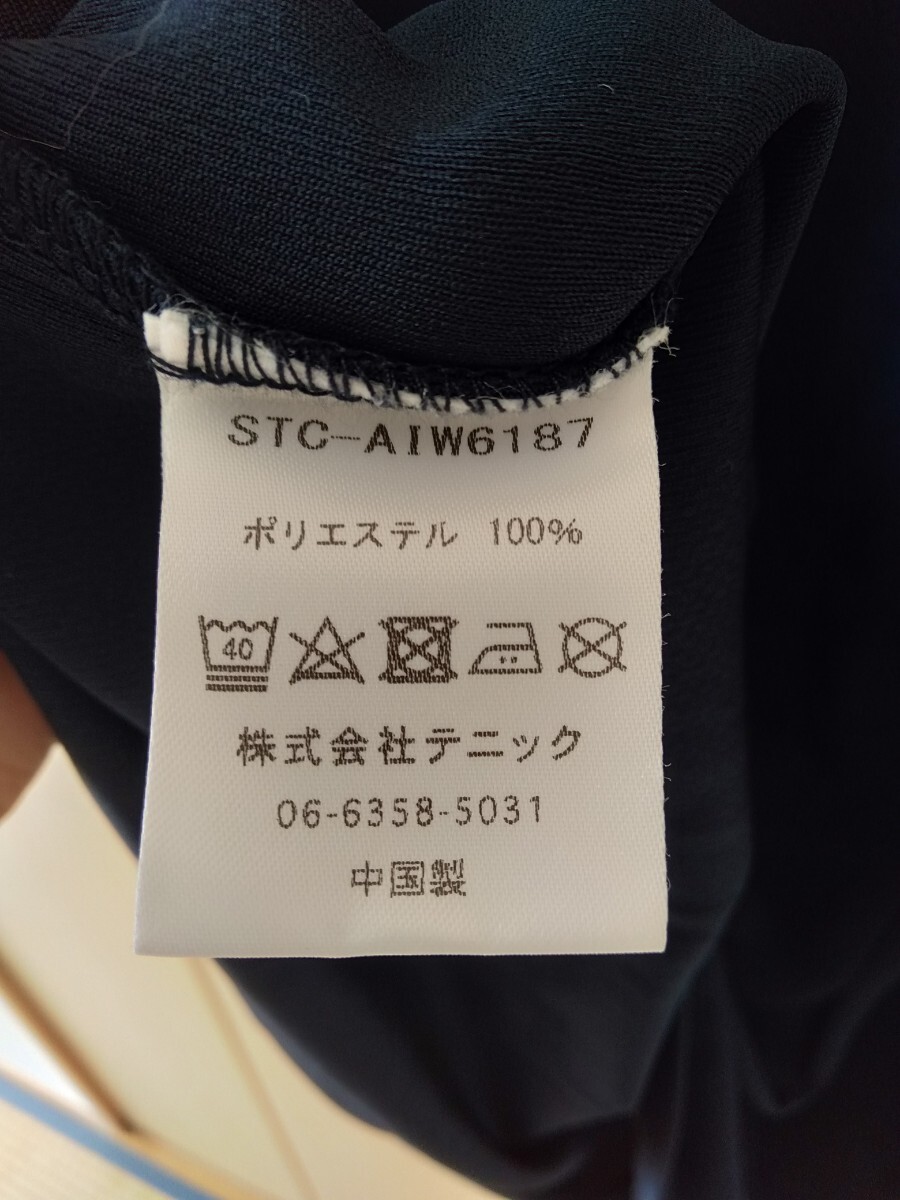 STC-AIW6187
ポリエステル 100%
40
株式会社テニック
06-6358-5031
中国製